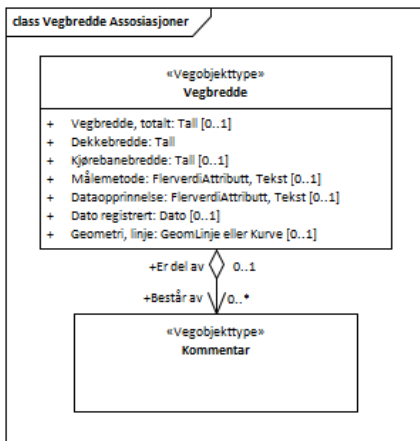 class Vegbredde Assosiasjoner
«Vegobjekttype»
Vegbredde
+ Vegbredde, totalt: Tall [0..1]
+ Dekkebredde: Tall
+ Kjørebanebredde: Tall [0..1]
+ Målemetode: FlerverdiAttributt, Tekst [0..1]
+ Dataopprinnelse: FlerverdiAttributt, Tekst [0..1]
+ Dato registrert: Dato [0..1]
+ Geometri, linje: GeomLinje eller Kurve [0..1]
+Er del av 0..1
+Består av 0..*
«Vegobjekttype»
Kommentar